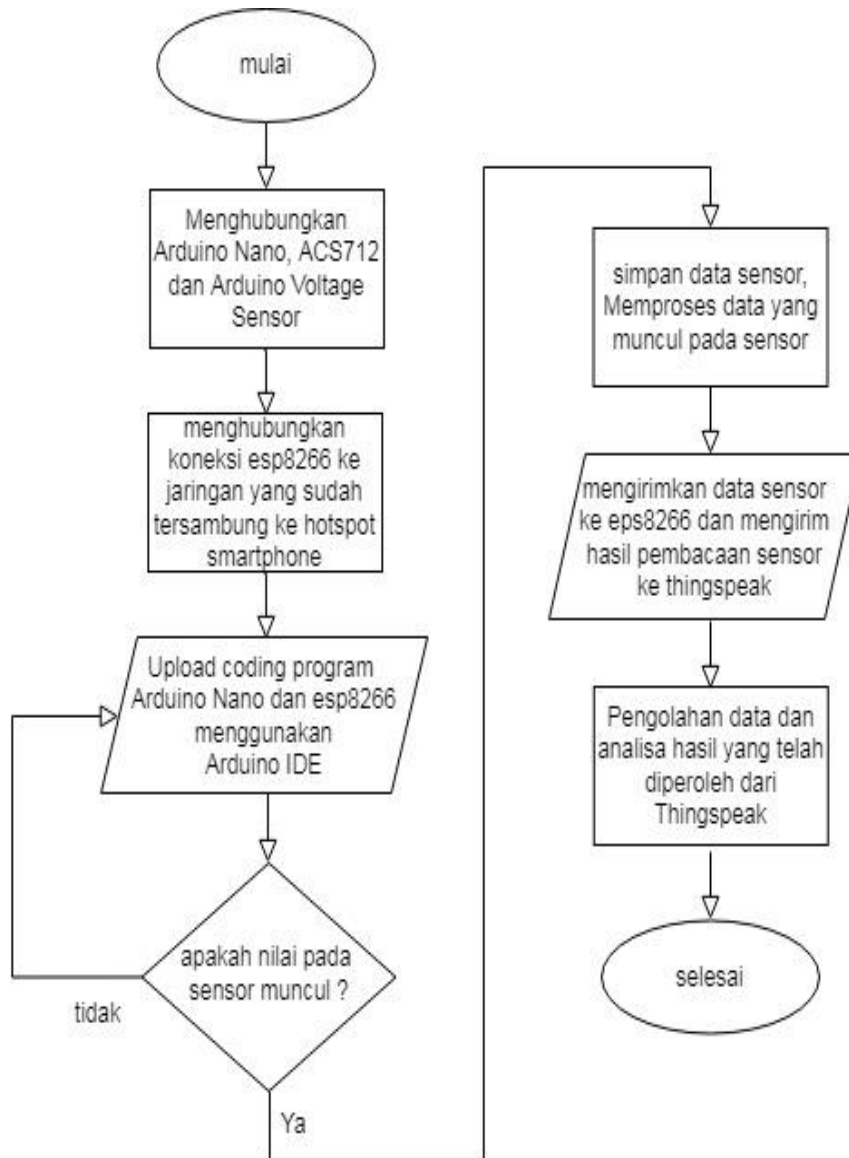 mulai
Menghubungkan
Arduino Nano, ACS712
dan Arduino Voltage
Sensor
menghubungkan
koneksi esp8266 ke
jaringan yang sudah
tersambung ke hotspot
smartphone
Upload coding program
Arduino Nano dan esp8266
menggunakan
Arduino IDE
apakah nilai pada
sensor muncul ?
tidak
Ya
simpan data sensor,
Memproses data yang
muncul pada sensor
mengirimkan data sensor
ke eps8266 dan mengirim
hasil pembacaan sensor
ke thingspeak
Pengolahan data dan
analisa hasil yang telah
diperoleh dari
Thingspeak
selesai